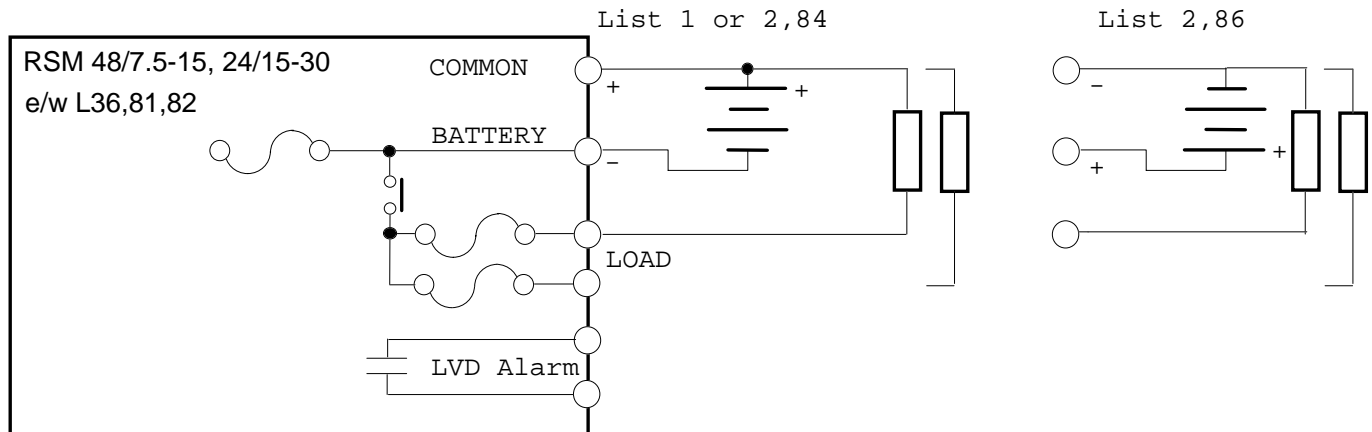 List 1 or 2,84
List 2,86
RSM 48/7.5-15, 24/15-30
e/w L36,81,82
COMMON
+
+
−
BATTERY
−
+
+
LOAD
LVD Alarm